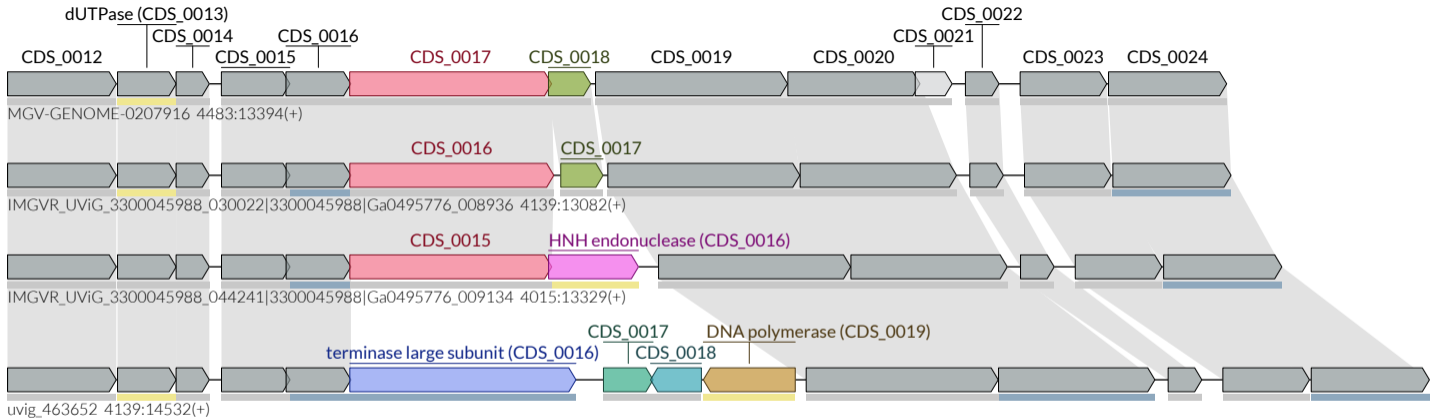 dUTPase (CDS_0013)
CDS_0022
CDS_0014
CDS_0016
CDS_0021
CDS_0012
CDS_0015
CDS_0017
CDS_0018
CDS_0019
CDS_0020
CDS_0023
CDS_0024
MGV-GENOME-0207916 4483:13394(+)
CDS_0016
CDS_0017
IMGVR_UViG_3300045988_030022|3300045988|Ga0495776_008936 4139:13082(+)
CDS_0015
HNH endonuclease (CDS_0016)
IMGVR_UViG_3300045988_044241|3300045988|Ga0495776_009134 4015:13329(+)
CDS_0017
DNA polymerase (CDS_0019)
terminase large subunit (CDS_0016)
CDS_0018
uvig_463652 4139:14532(+)